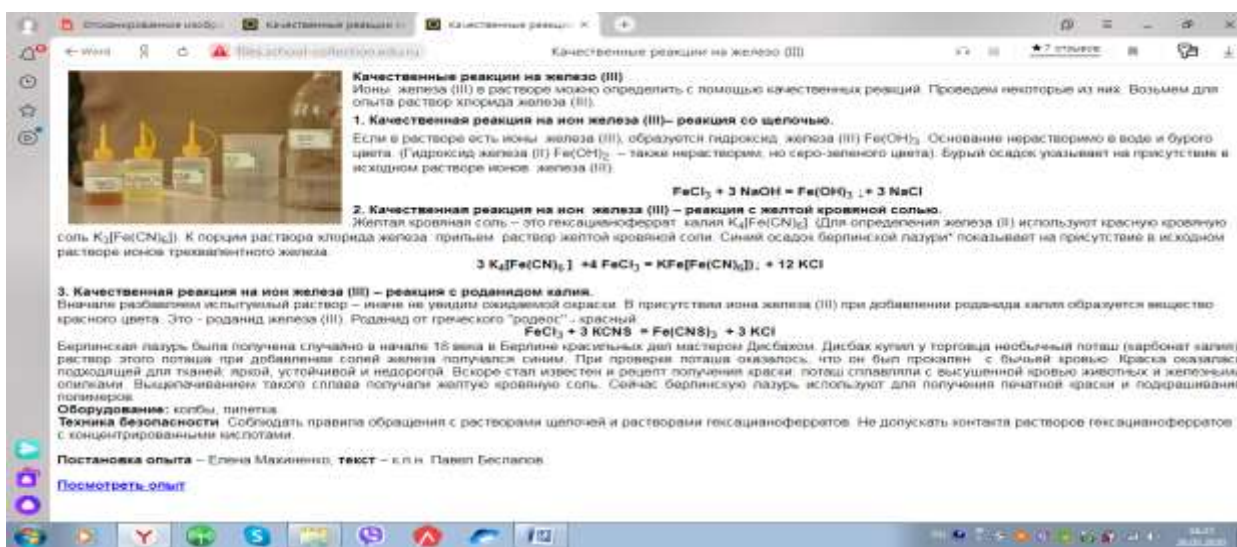 Качественные реакции на железо (III)
← Word
files.school-collection.edu.ru
Качественные реакции на железо (III)
★7 отзывов
Качественные реакции на железо (III)
Ионы железа (III) в растворе можно определить с помощью качественных реакций. Проведем некоторые из них. Возьмем для
опыта раствор хлорида железа (III).
1. Качественная реакция на ион железа (III)– реакция со щелочью.
Если в растворе есть ионы железа (III), образуется гидроксид железа (III) Fe(OH)₃. Основание нерастворимо в воде и бурого
цвета. (Гидроксид железа (II) Fe(OH)₂ – также нерастворим, но серо-зеленого цвета). Бурый осадок указывает на присутствие в
исходном растворе ионов железа (III).
FeCl₃ + 3 NaOH = Fe(OH)₃ ↓+ 3 NaCl
2. Качественная реакция на ион железа (III) – реакция с желтой кровяной солью.
Желтая кровяная соль – это гексацианоферрат калия K₄[Fe(CN)₆]. (Для определения железа (II) используют красную кровяную
соль K₃[Fe(CN)₆]). К порции раствора хлорида железа прильем раствор желтой кровяной соли. Синий осадок берлинской лазури* показывает на присутствие в исходном
растворе ионов трехвалентного железа.
3 K₄[Fe(CN)₆ ] +4 FeCl₃ = KFe[Fe(CN)₆])↓ + 12 KCl
3. Качественная реакция на ион железа (III) – реакция с роданидом калия.
Вначале разбавляем испытуемый раствор – иначе не увидим ожидаемой окраски. В присутствии иона железа (III) при добавлении роданида калия образуется вещество
красного цвета. Это - роданид железа (III). Роданид от греческого "родеос" - красный.
FeCl₃ + 3 KCNS = Fe(CNS)₃ + 3 KCl
Берлинская лазурь была получена случайно в начале 18 века в Берлине красильных дел мастером Дисбахом. Дисбах купил у торговца необычный поташ (карбонат калия):
раствор этого поташа при добавлении солей железа получался синим. При проверке поташа оказалось, что он был прокален с бычьей кровью. Краска оказалась
подходящей для тканей: яркой, устойчивой и недорогой. Вскоре стал известен и рецепт получения краски: поташ сплавляли с высушенной кровью животных и железными
опилками. Выщелачиванием такого сплава получали желтую кровяную соль. Сейчас берлинскую лазурь используют для получения печатной краски и подкрашивания
полимеров.
Оборудование: колбы, пипетка.
Техника безопасности. Соблюдать правила обращения с растворами щелочей и растворами гексацианоферратов. Не допускать контакта растворов гексацианоферратов
с концентрированными кислотами.
Постановка опыта – Елена Махиненко, текст – к.п.н. Павел Беспалов.
Посмотреть опыт